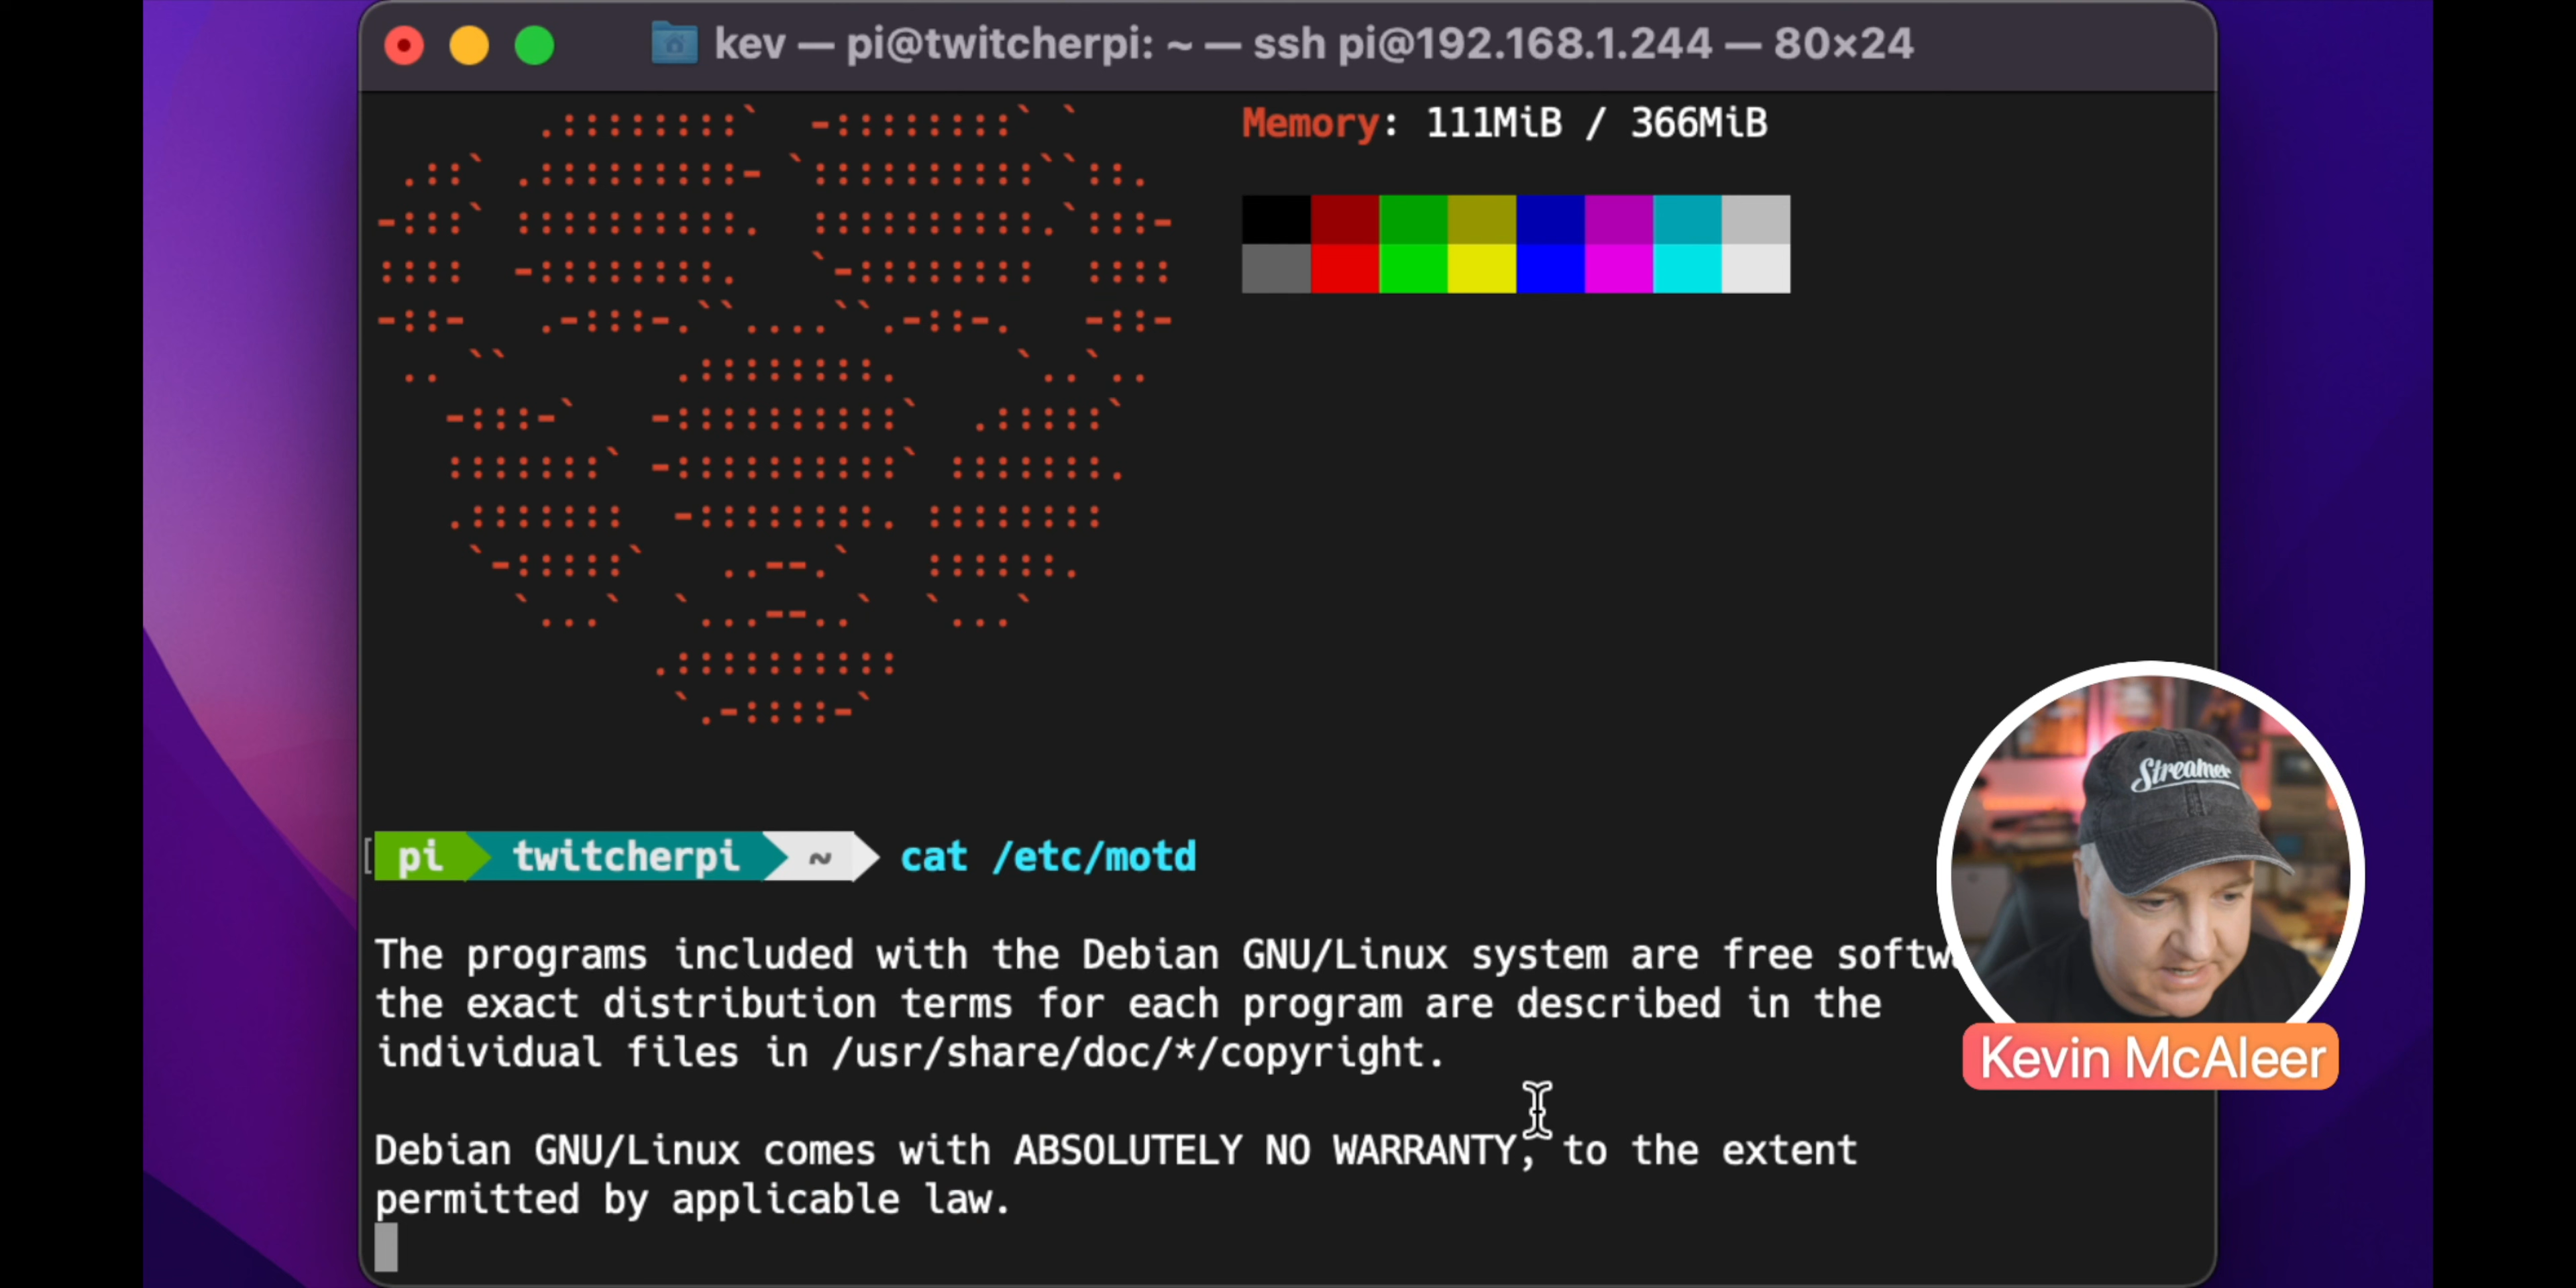 kev — pi@twitcherpi: ~ — ssh pi@192.168.1.244 — 80×24
Memory: 111MiB / 366MiB
pi twitcherpi ~ cat /etc/motd
The programs included with the Debian GNU/Linux system are free
the exact distribution terms for each program are described in the
individual files in /usr/share/doc/*/copyright.
Debian GNU/Linux comes with ABSOLUTELY NO WARRANTY, to the extent
permitted by applicable law.
Streamer
Kevin McAleer